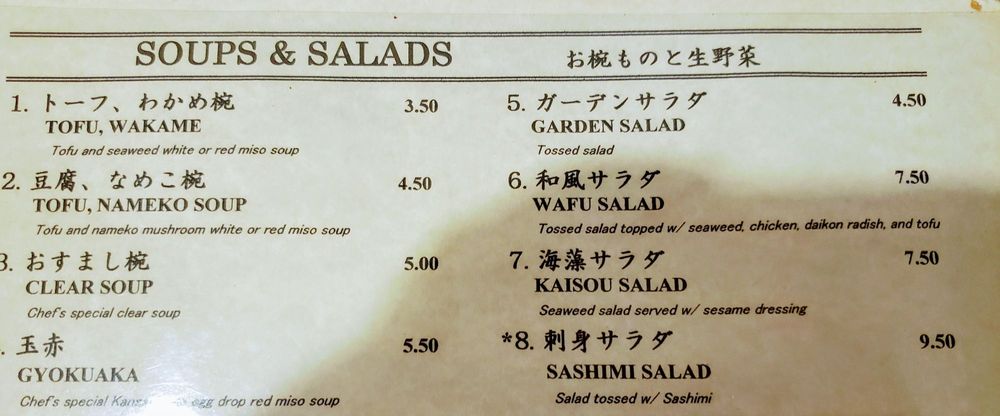 SOUPS & SALADS お椀ものと生野菜
1. トーフ、わかめ椀 3.50
TOFU, WAKAME
Tofu and seaweed white or red miso soup
2. 豆腐、なめこ椀 4.50
TOFU, NAMEKO SOUP
Tofu and nameko mushroom white or red miso soup
3. おすまし椀 5.00
CLEAR SOUP
Chef's special clear soup
. 玉赤 5.50
GYOKUAKA
Chef's special egg drop red miso soup
5. ガーデンサラダ 4.50
GARDEN SALAD
Tossed salad
6. 和風サラダ 7.50
WAFU SALAD
Tossed salad topped w/ seaweed, chicken, daikon radish, and tofu
7. 海藻サラダ 7.50
KAISOU SALAD
Seaweed salad served w/ sesame dressing
*8. 刺身サラダ 9.50
SASHIMI SALAD
Salad tossed w/ Sashimi